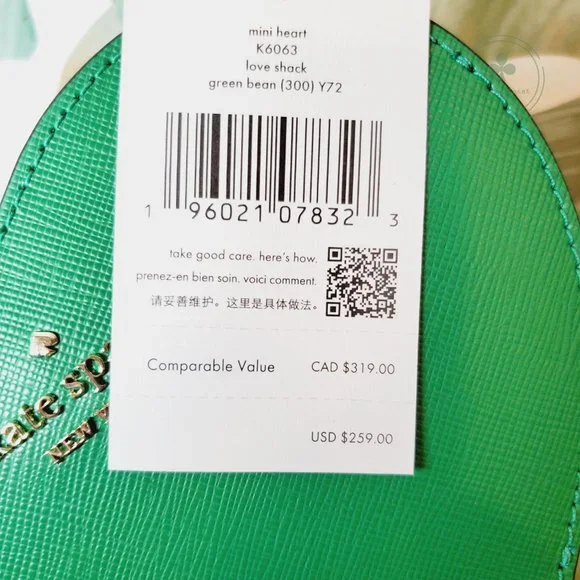 mini heart
K6063
love shack
green bean (300) Y72
1 96021 07832 3
take good care. here's how.
prenez-en bien soin. voici comment.
请妥善维护。这里是具体做法。
Comparable Value CAD $319.00
USD $259.00
kate sp
NEW